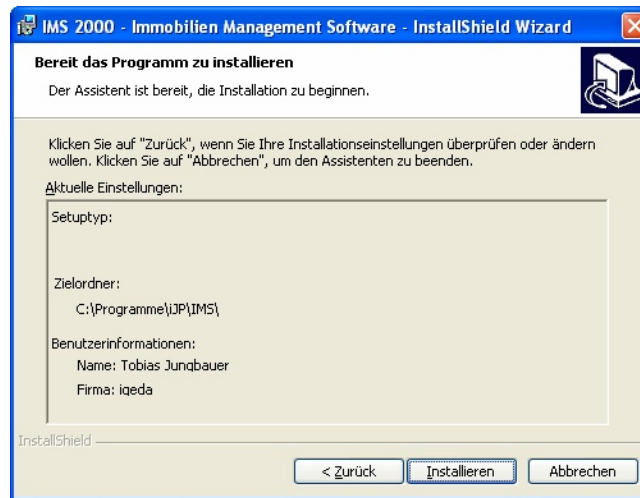 IMS 2000 - Immobilien Management Software - InstallShield Wizard
Bereit das Programm zu installieren
Der Assistent ist bereit, die Installation zu beginnen.
Klicken Sie auf "Zurück", wenn Sie Ihre Installationseinstellungen überprüfen oder ändern
wollen. Klicken Sie auf "Abbrechen", um den Assistenten zu beenden.
Aktuelle Einstellungen:
Setuptyp:
Zielordner:
C:\Programme\iJP\IMS\
Benutzerinformationen:
Name: Tobias Jungbauer
Firma: igeda
InstallShield
< Zurück
Installieren
Abbrechen